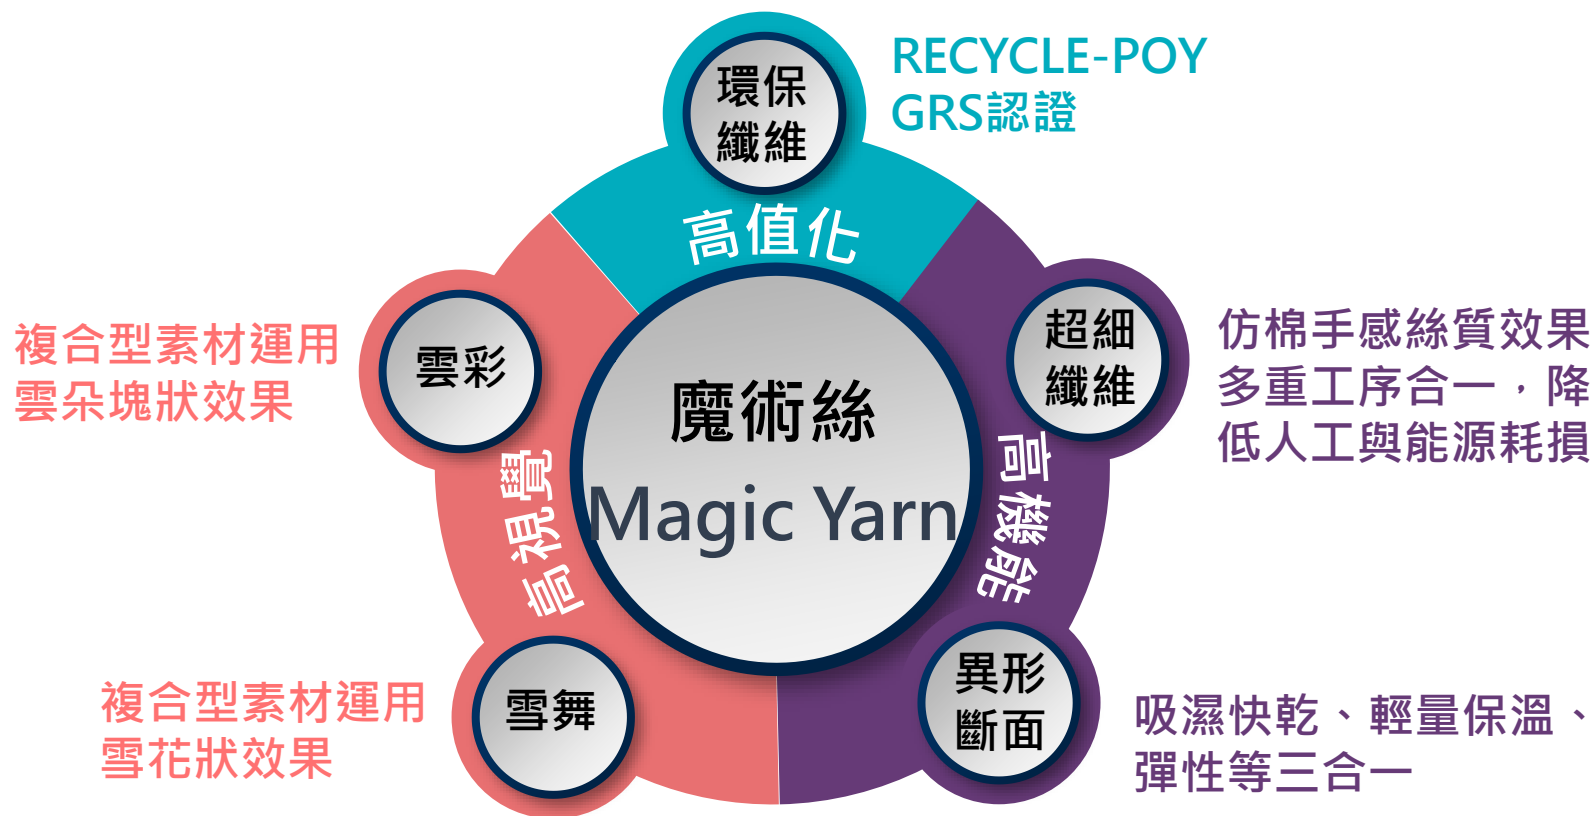 環保
纖維
RECYCLE-POY
GRS認證
高值化
複合型素材運用
雲朵塊狀效果
雲彩
高視覺
複合型素材運用
雪花狀效果
雪舞
魔術絲
Magic Yarn
超細
纖維
仿棉手感絲質效果
多重工序合一，降
低人工與能源耗損
高機能
異形
斷面
吸濕快乾、輕量保溫、
彈性等三合一